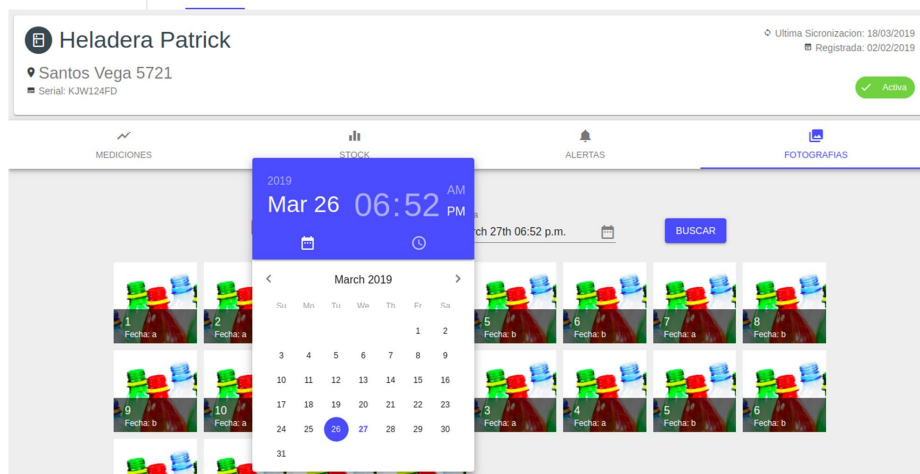 Heladera Patrick
Ultima Sicronizacion: 18/03/2019
Registrada: 02/02/2019
Santos Vega 5721
Serial: KJW124FD
Activa
MEDICIONES
STOCK
ALERTAS
FOTOGRAFIAS
2019
Mar 26
06:52
AM
PM
27th 06:52 p.m.
BUSCAR
March 2019
Su Mn Tu We Th Fr Sa
1 2
3 4 5 6 7 8 9
10 11 12 13 14 15 16
17 18 19 20 21 22 23
24 25 26 27 28 29 30
31
1
Fecha: a
2
Fecha: a
5
Fecha: b
6
Fecha: b
7
Fecha: a
8
Fecha: b
9
Fecha: b
10
Fecha: a
3
Fecha: a
4
Fecha: a
5
Fecha: b
6
Fecha: b